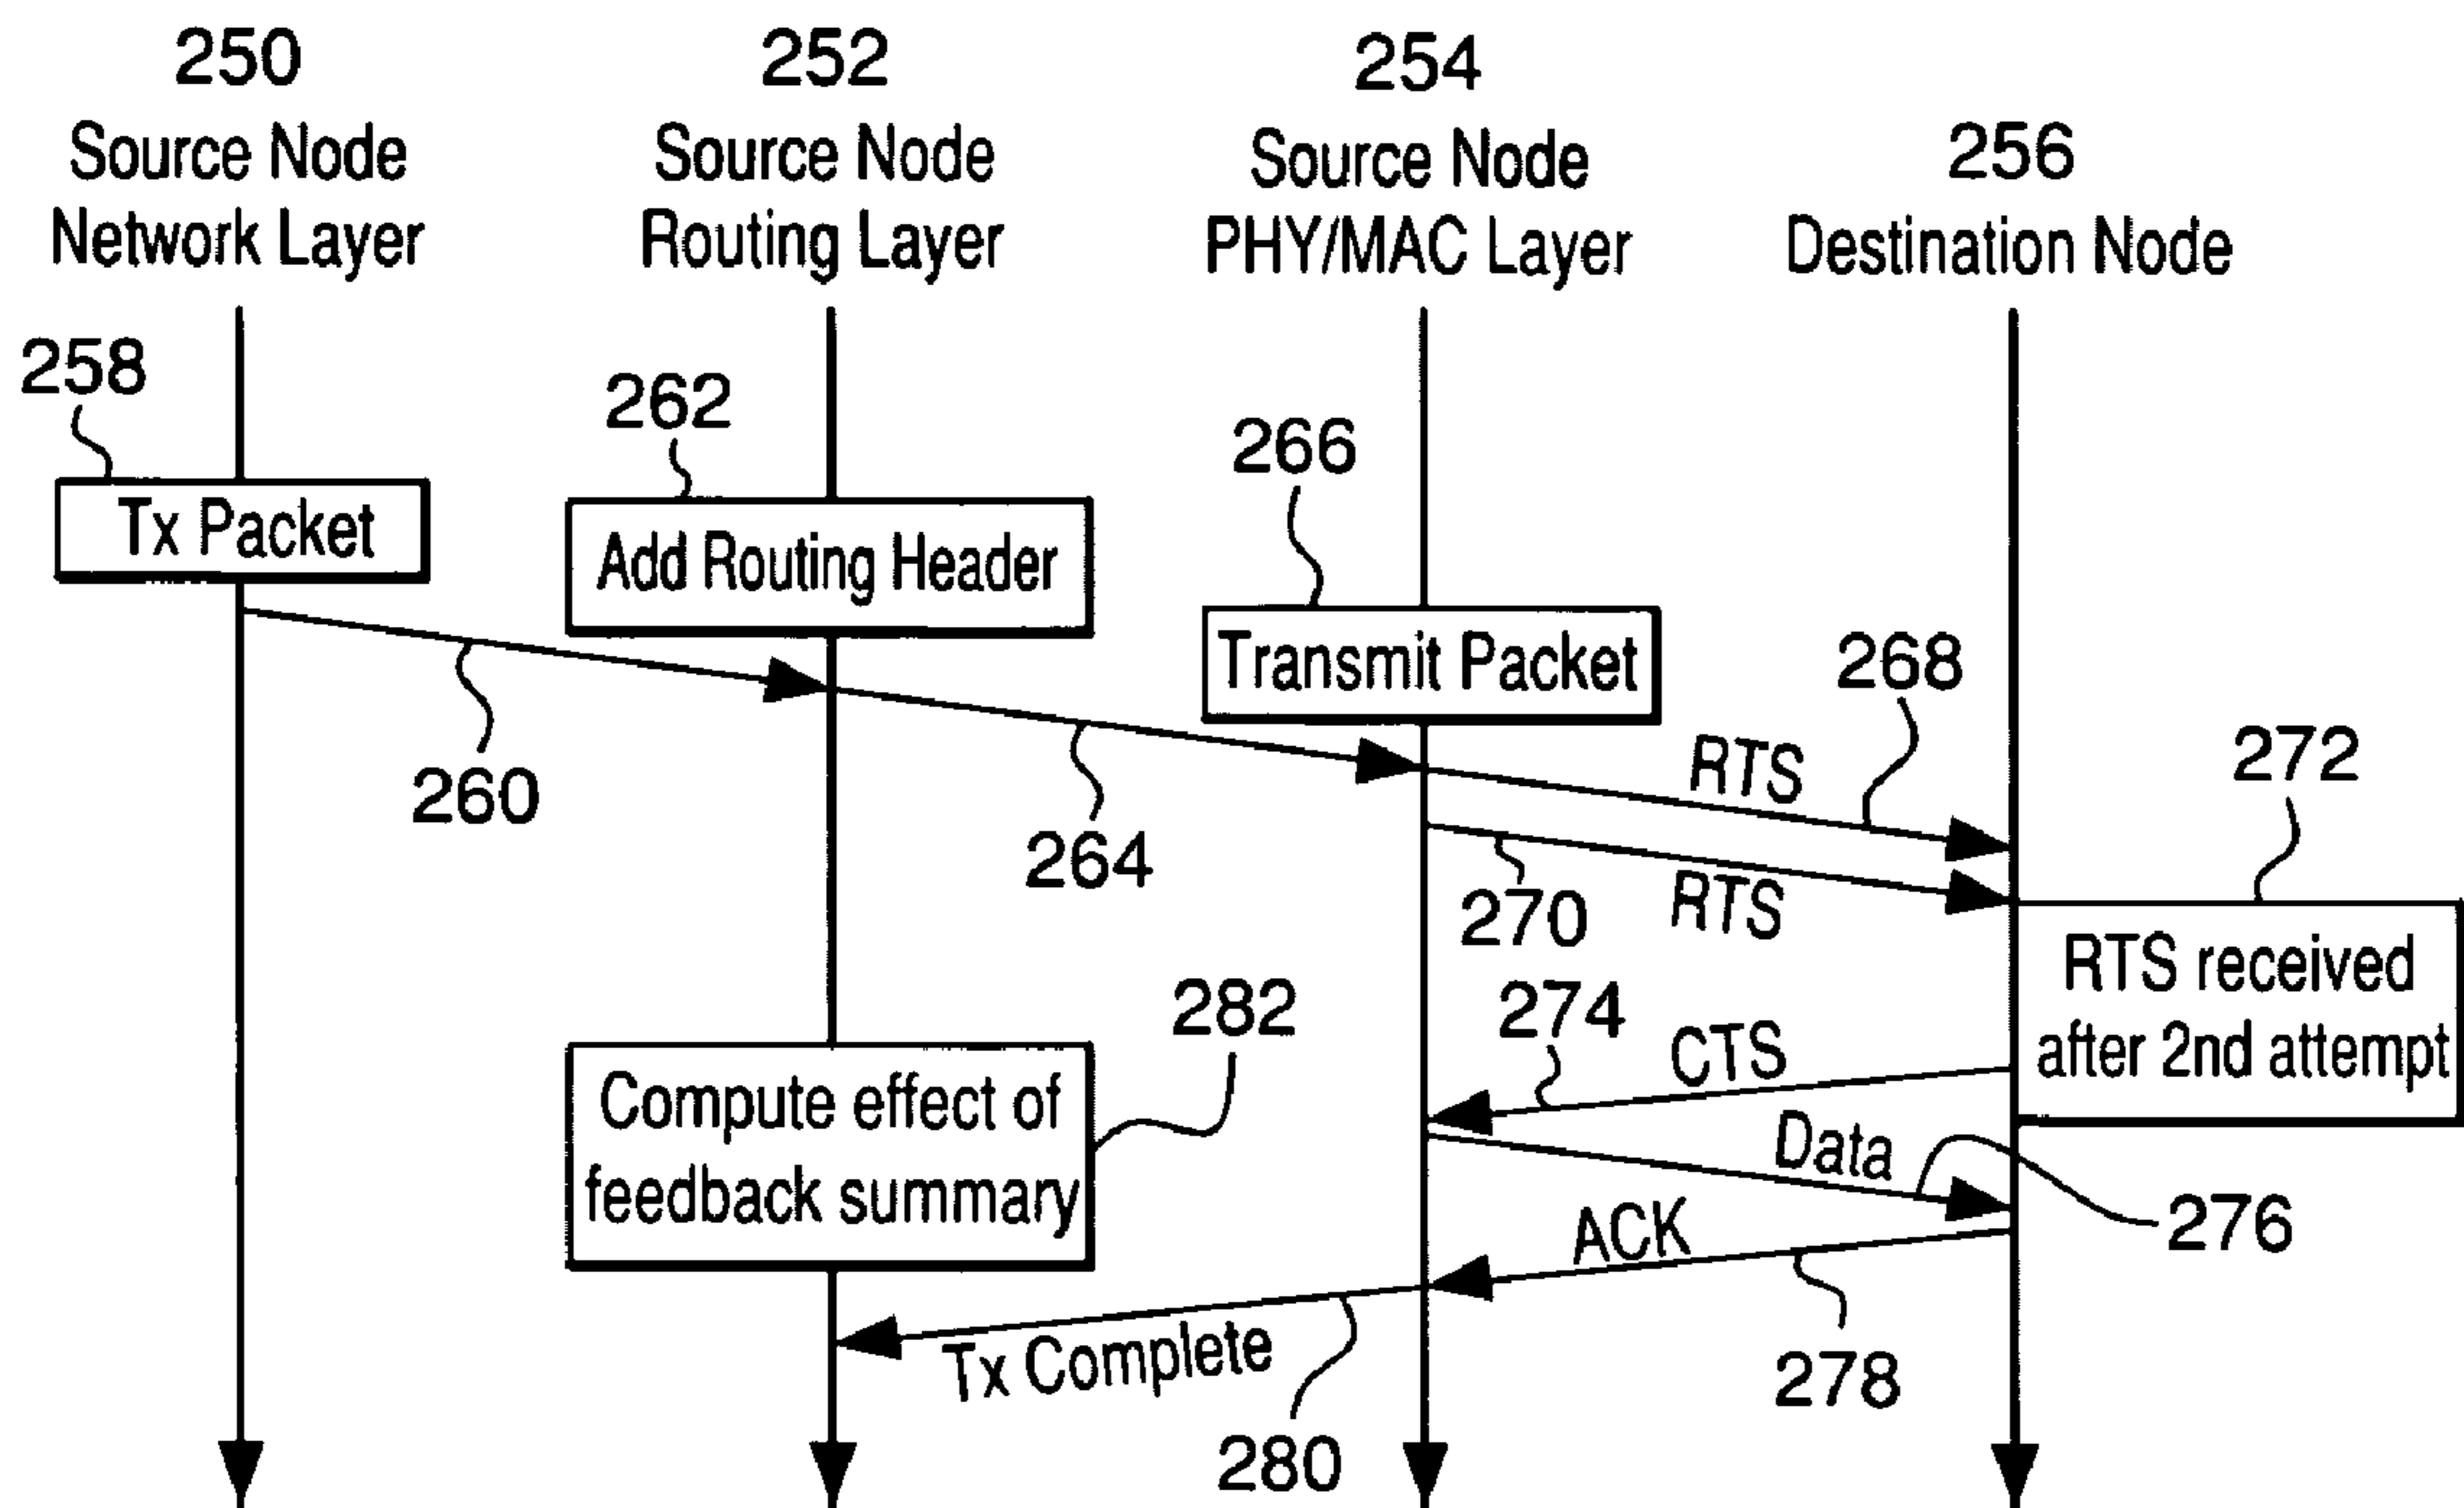 250
Source Node
Network Layer
252
Source Node
Routing Layer
254
Source Node
PHY/MAC Layer
256
Destination Node
258
Tx Packet
262
Add Routing Header
266
Transmit Packet
260
264
RTS
268
270
RTS
272
RTS received
after 2nd attempt
274
CTS
282
Compute effect of
feedback summary
Data
276
ACK
278
Tx Complete
280